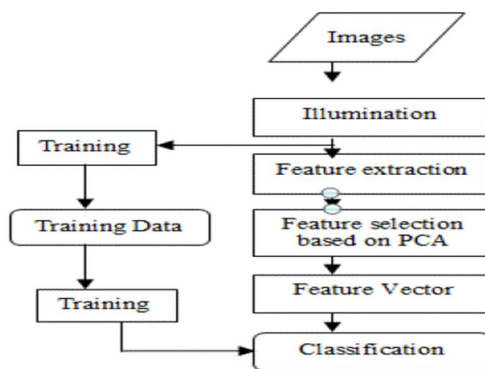 Images
Illumination
Training
Feature extraction
Training Data
Feature selection
based on PCA
Training
Feature Vector
Classification